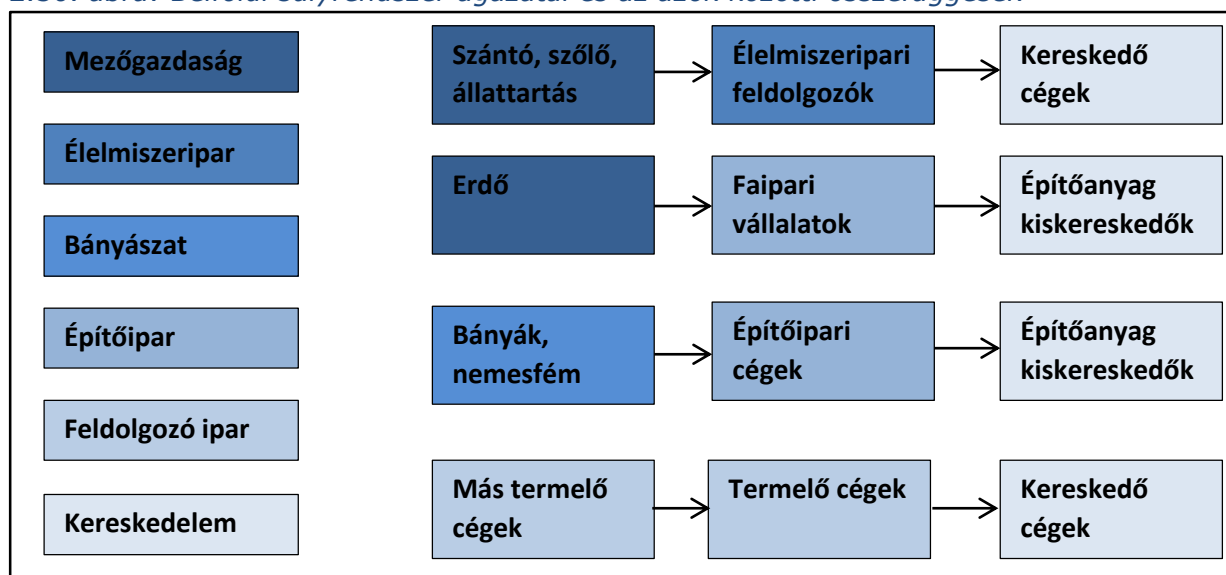 Mezőgazdaság
Élelmiszeripar
Bányászat
Építőipar
Feldolgozó ipar
Kereskedelem
Szántó, szőlő,
állattartás
Élelmiszeripari
feldolgozók
Kereskedő
cégek
Erdő
Faipari
vállalatok
Építőanyag
kiskereskedők
Bányák,
nemesfém
Építőipari
cégek
Építőanyag
kiskereskedők
Más termelő
cégek
Termelő cégek
Kereskedő
cégek